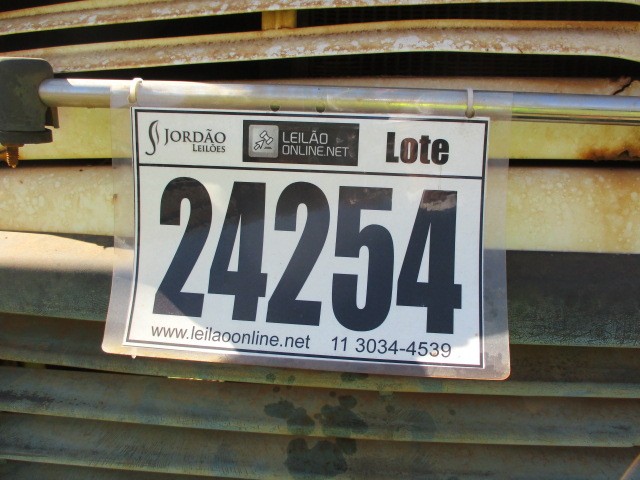 JORDÃO
LEILÕES
LEILÃO
ONLINE.NET
Lote
24254
www.leilaoonline.net 11 3034-4539